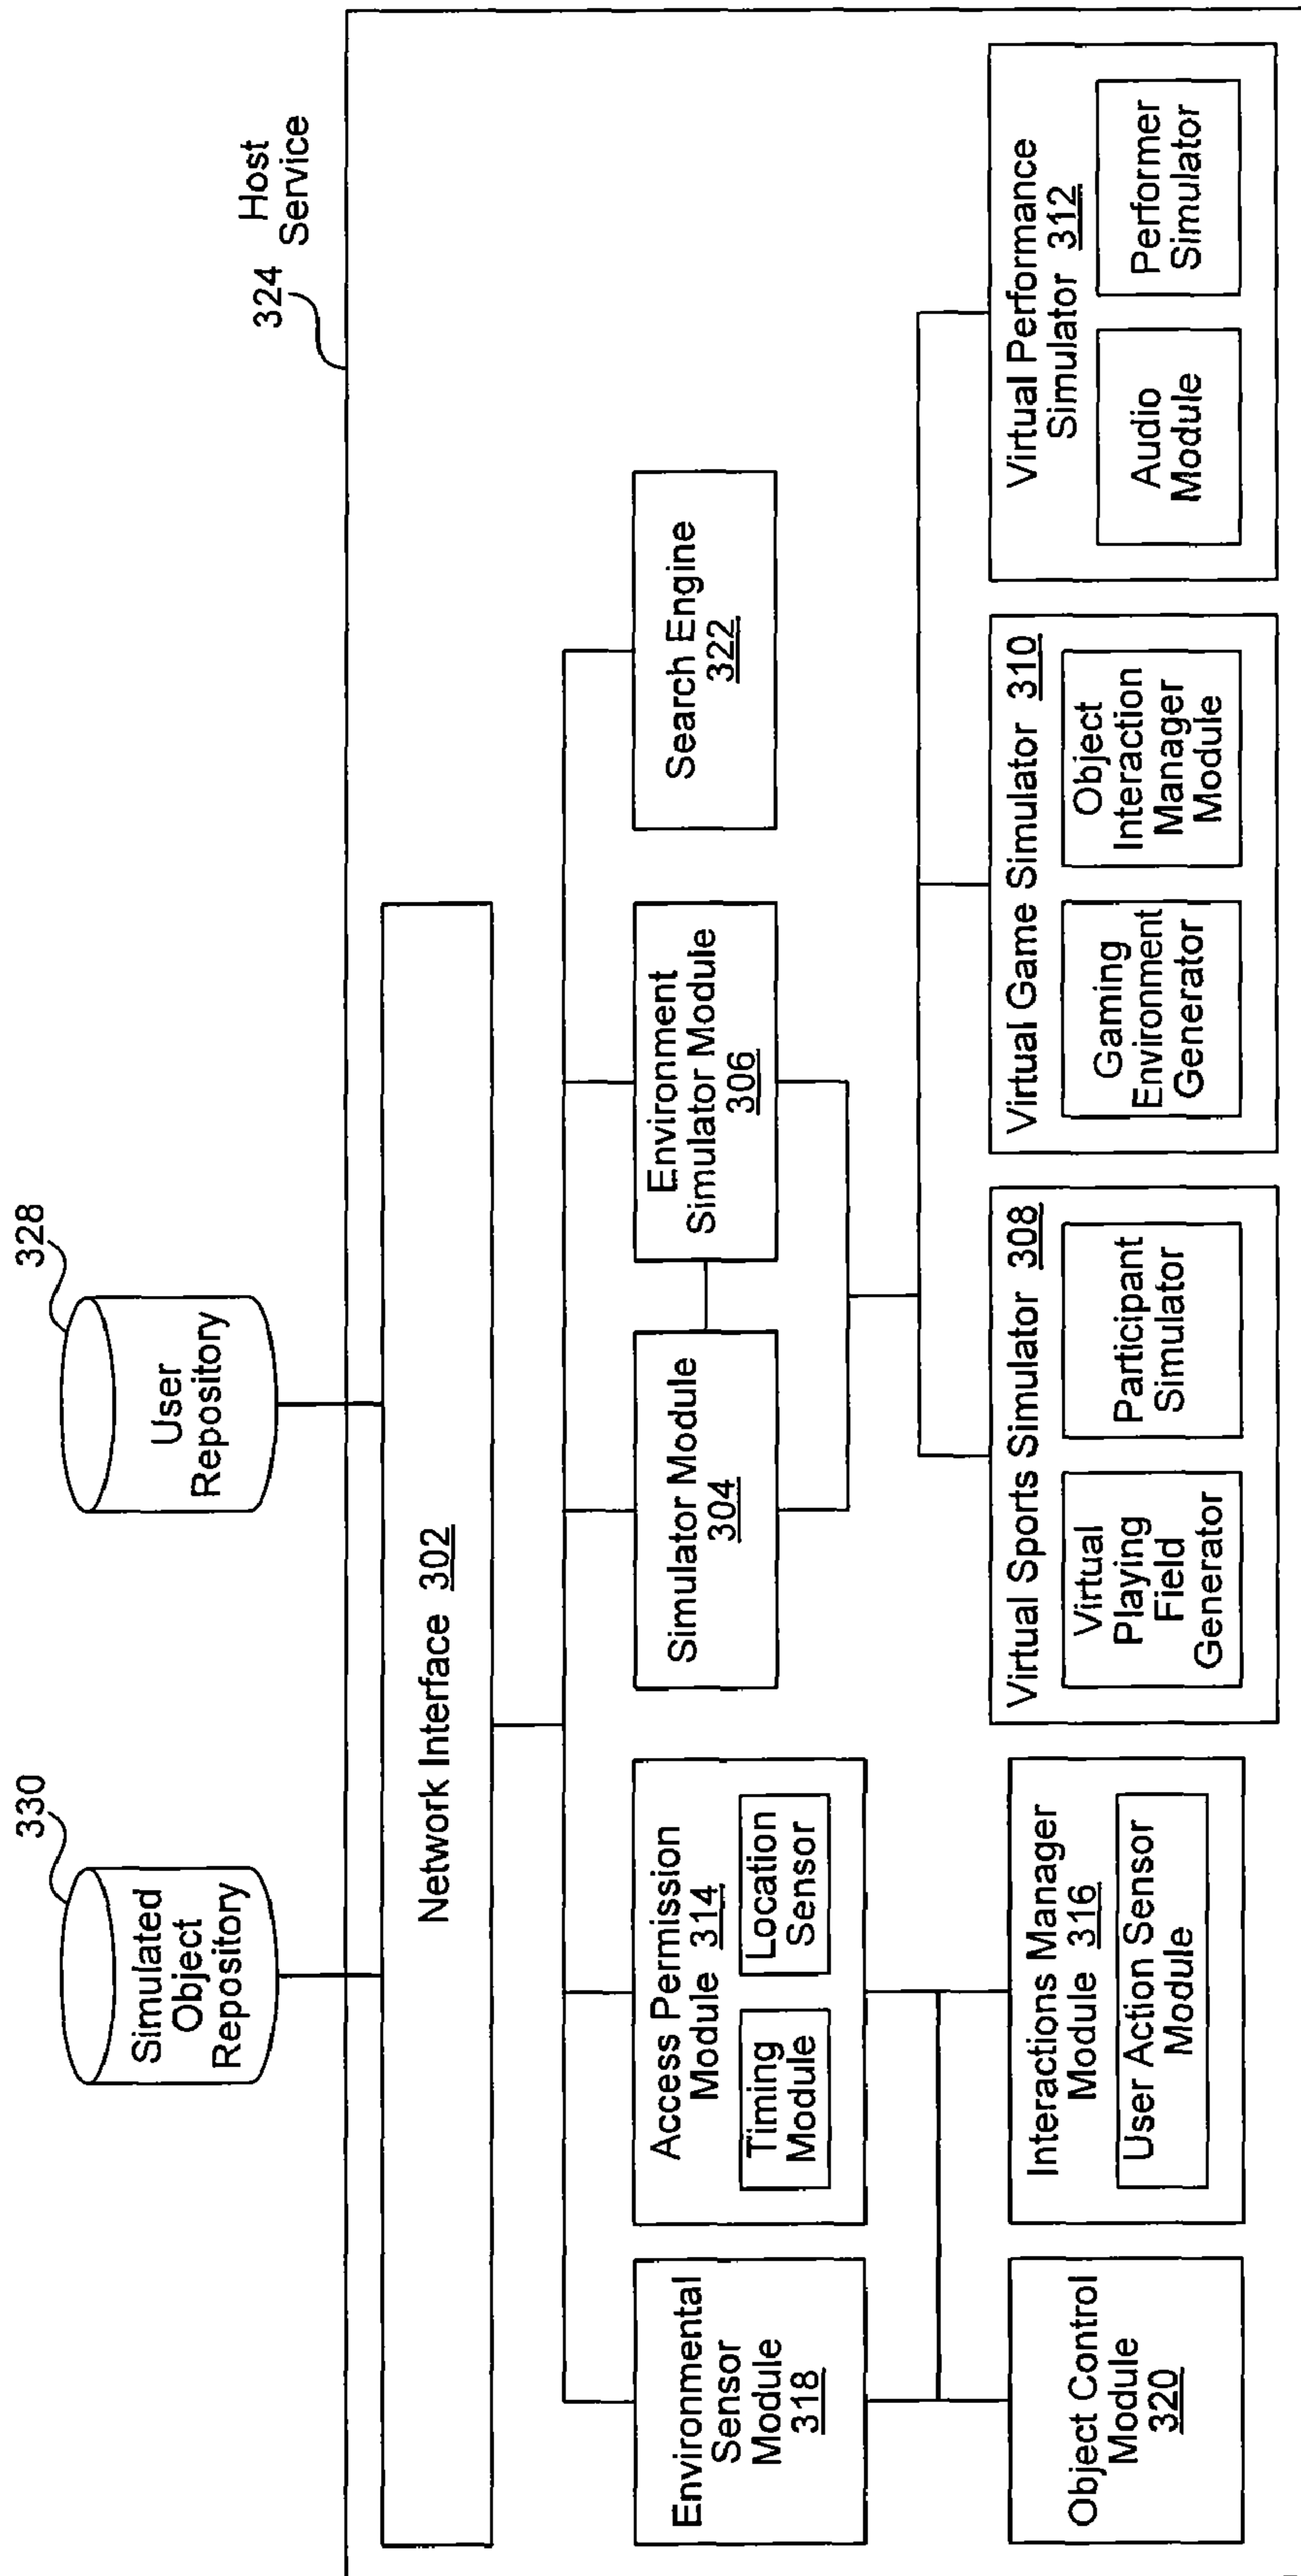 330
Simulated
Object
Repository
328
User
Repository
324
Host
Service
Network Interface 302
Environmental
Sensor
Module
318
Access Permission
Module 314
Timing
Module
Location
Sensor
Simulator Module
304
Environment
Simulator Module
306
Search Engine
322
Object Control
Module
320
Interactions Manager
Module 316
User Action Sensor
Module
Virtual Sports Simulator 308
Virtual
Playing
Field
Generator
Participant
Simulator
Virtual Game Simulator 310
Gaming
Environment
Generator
Object
Interaction
Manager
Module
Virtual Performance
Simulator 312
Audio
Module
Performer
Simulator